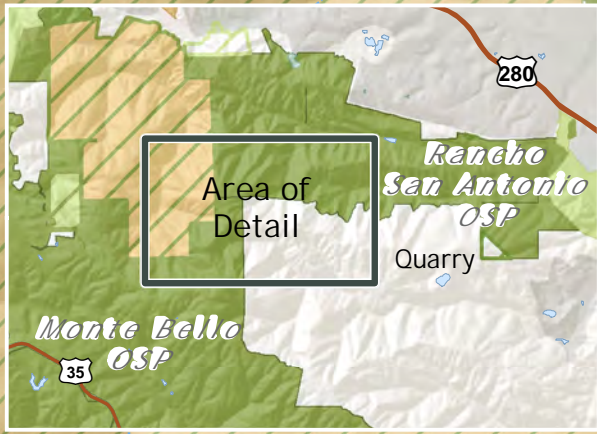 280
Rancho
San Antonio
OSP
Area of
Detail
Quarry
Monte Bello
OSP
35